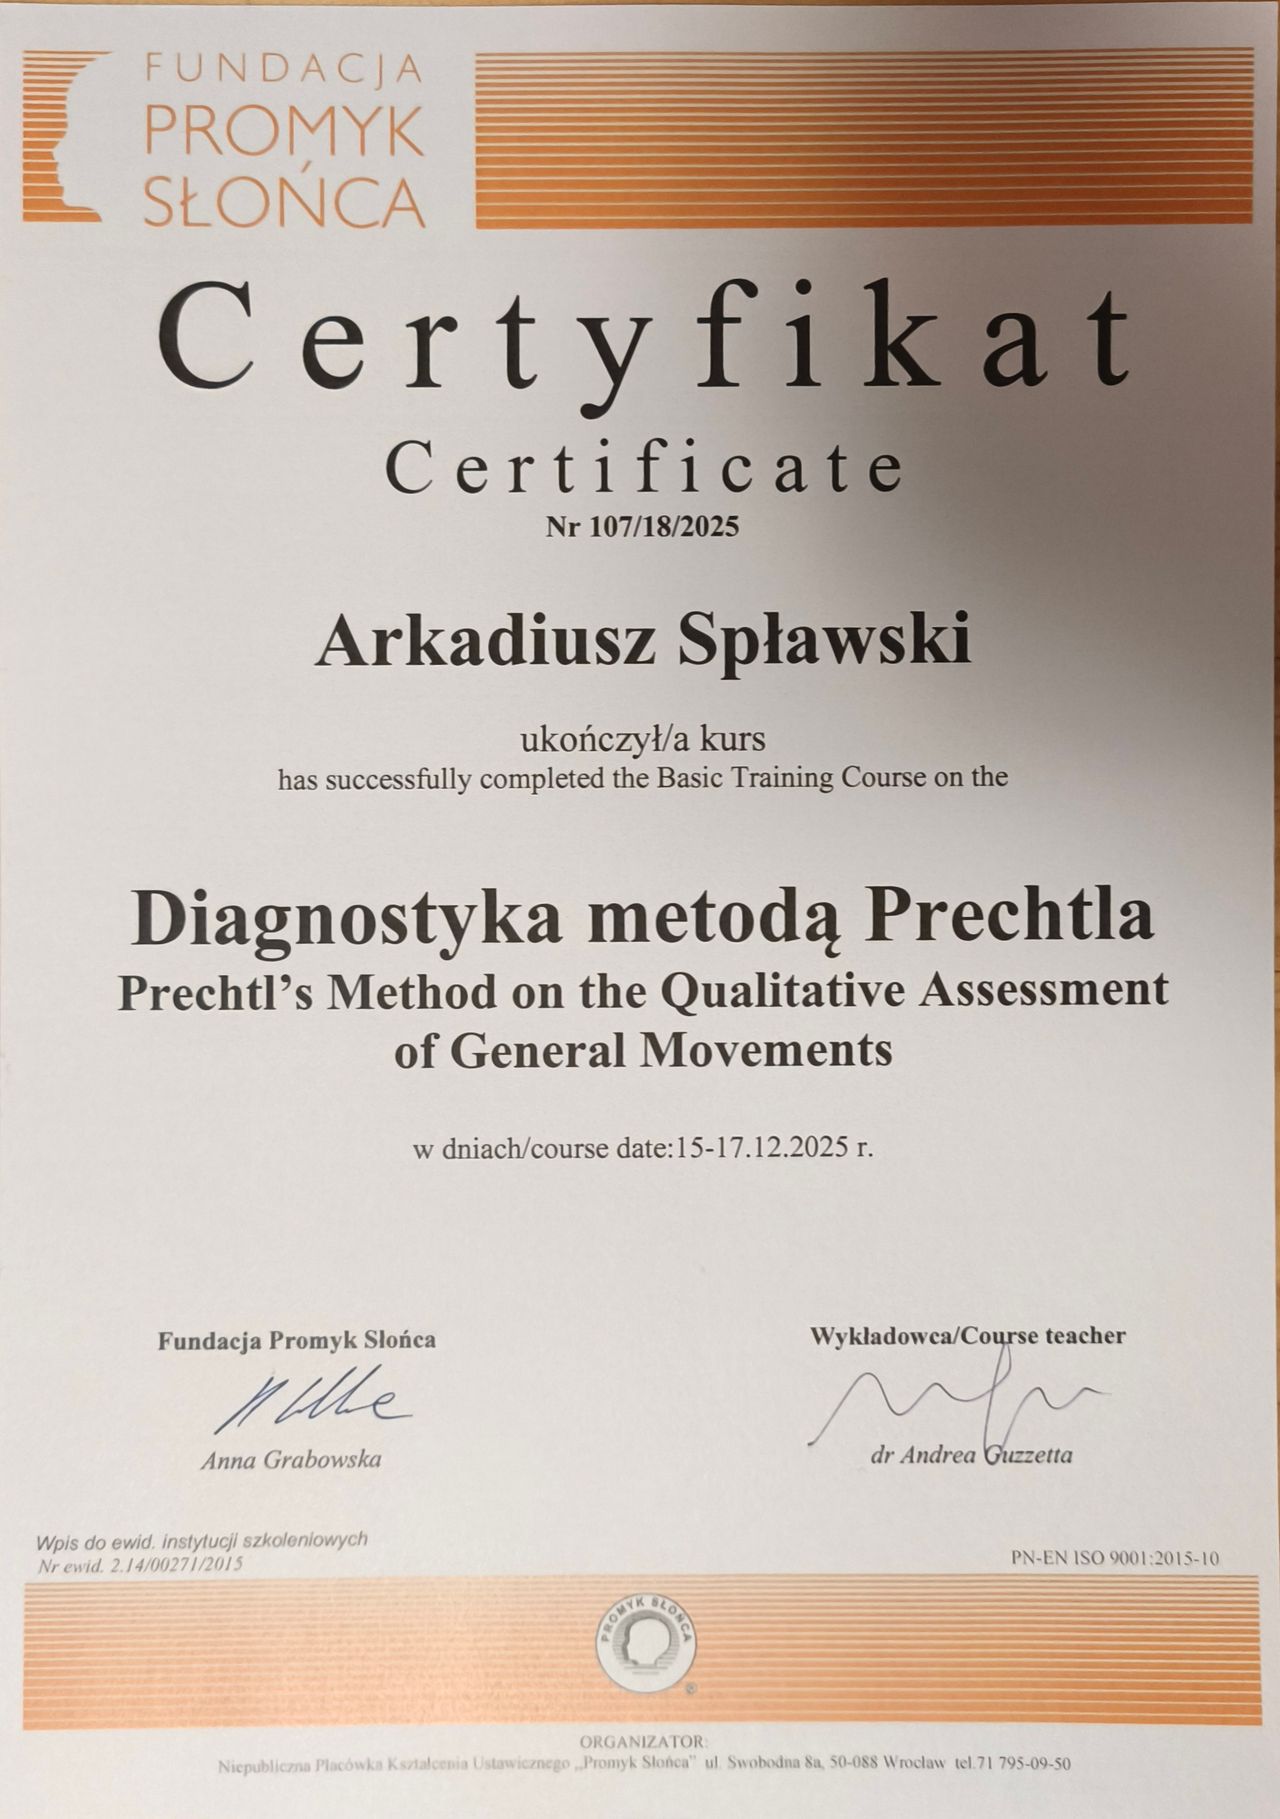 FUNDACJA
PROMYK
SŁOŃCA
Certyfikat
Certificate
Nr 107/18/2025
Arkadiusz Spławski
ukończył/a kurs
has successfully completed the Basic Training Course on the
Diagnostyka metodą Prechtla
Prechtl’s Method on the Qualitative Assessment
of General Movements
w dniach/course date:15-17.12.2025 r.
Fundacja Promyk Słońca
Anna Grabowska
Wykładowca/Course teacher
dr Andrea Guzzetta
Wpis do ewid. instytucji szkoleniowych
Nr ewid. 2.14/00271/2015
PN-EN ISO 9001:2015-10
PROMYK SŁOŃCA
®
ORGANIZATOR:
Niepubliczna Placówka Kształcenia Ustawicznego „Promyk Słońca” ul. Swobodna 8a, 50-088 Wrocław tel.71 795-09-50